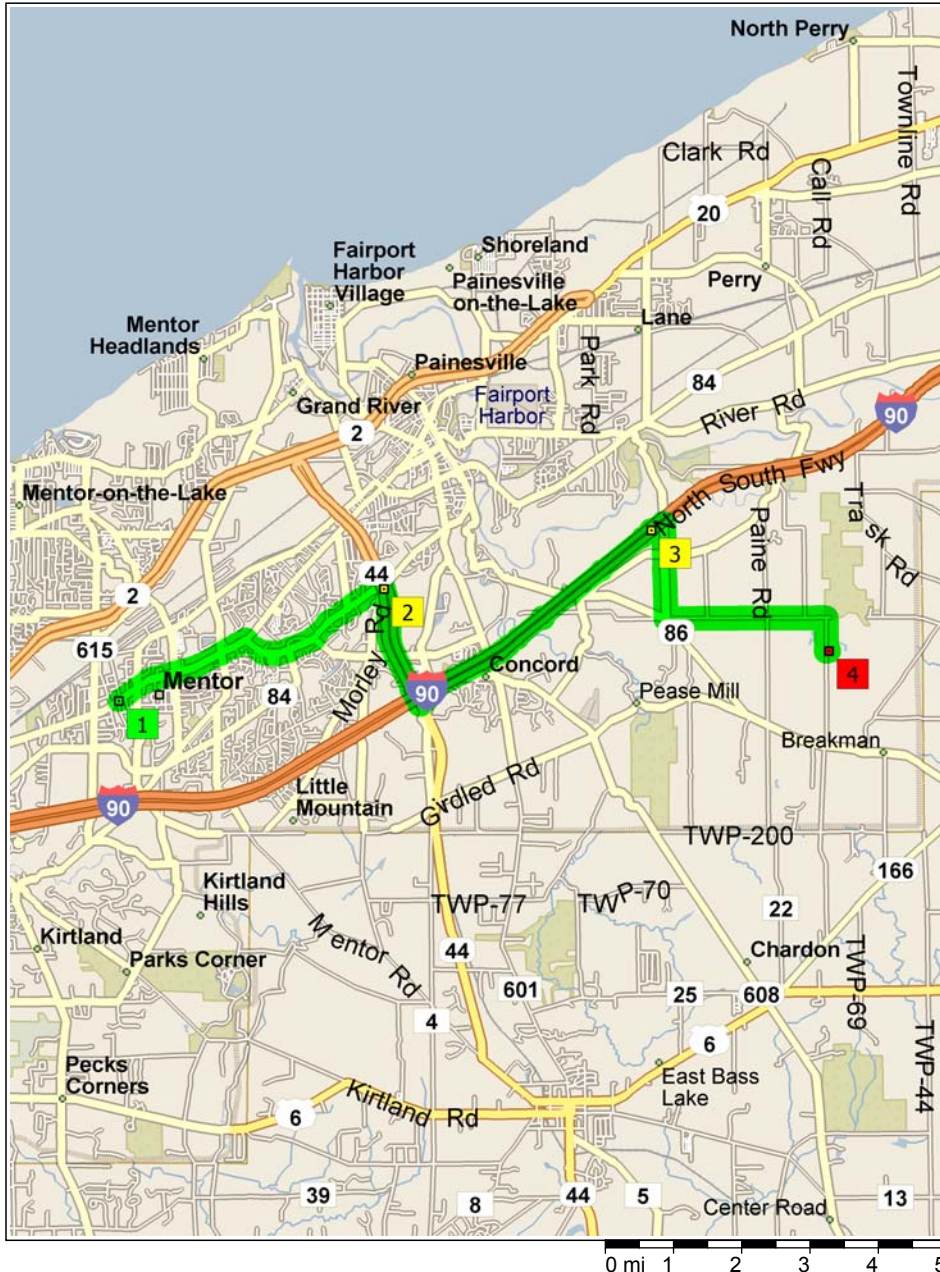 North Perry
Townline Rd
Clark Rd
Call Rd
20
Shoreland
Fairport
Harbor
Village
Painesville
on-the-Lake
Perry
Mentor
Headlands
Lane
Painesville
Park Rd
84
Fairport
Harbor
Grand River
River Rd
90
2
North South Fwy
Mentor-on-the-Lake
Trask Rd
Paine Rd
3
44
2
2
615
86
Morley Rd
Concord
4
Mentor
90
84
Pease Mill
1
Breakman
Little
Mountain
90
Girdled Rd
TWP-200
166
Kirtland
Hills
TWP-77
TWP-70
22
Mentor Rd
Kirtland
44
Chardon
Parks Corner
TWP-69
601
25
608
4
6
Pecks
Corners
East Bass
Lake
TWP-44
6
Kirtland Rd
39
8
44
5
13
Center Road
0 mi 1 2 3 4 5